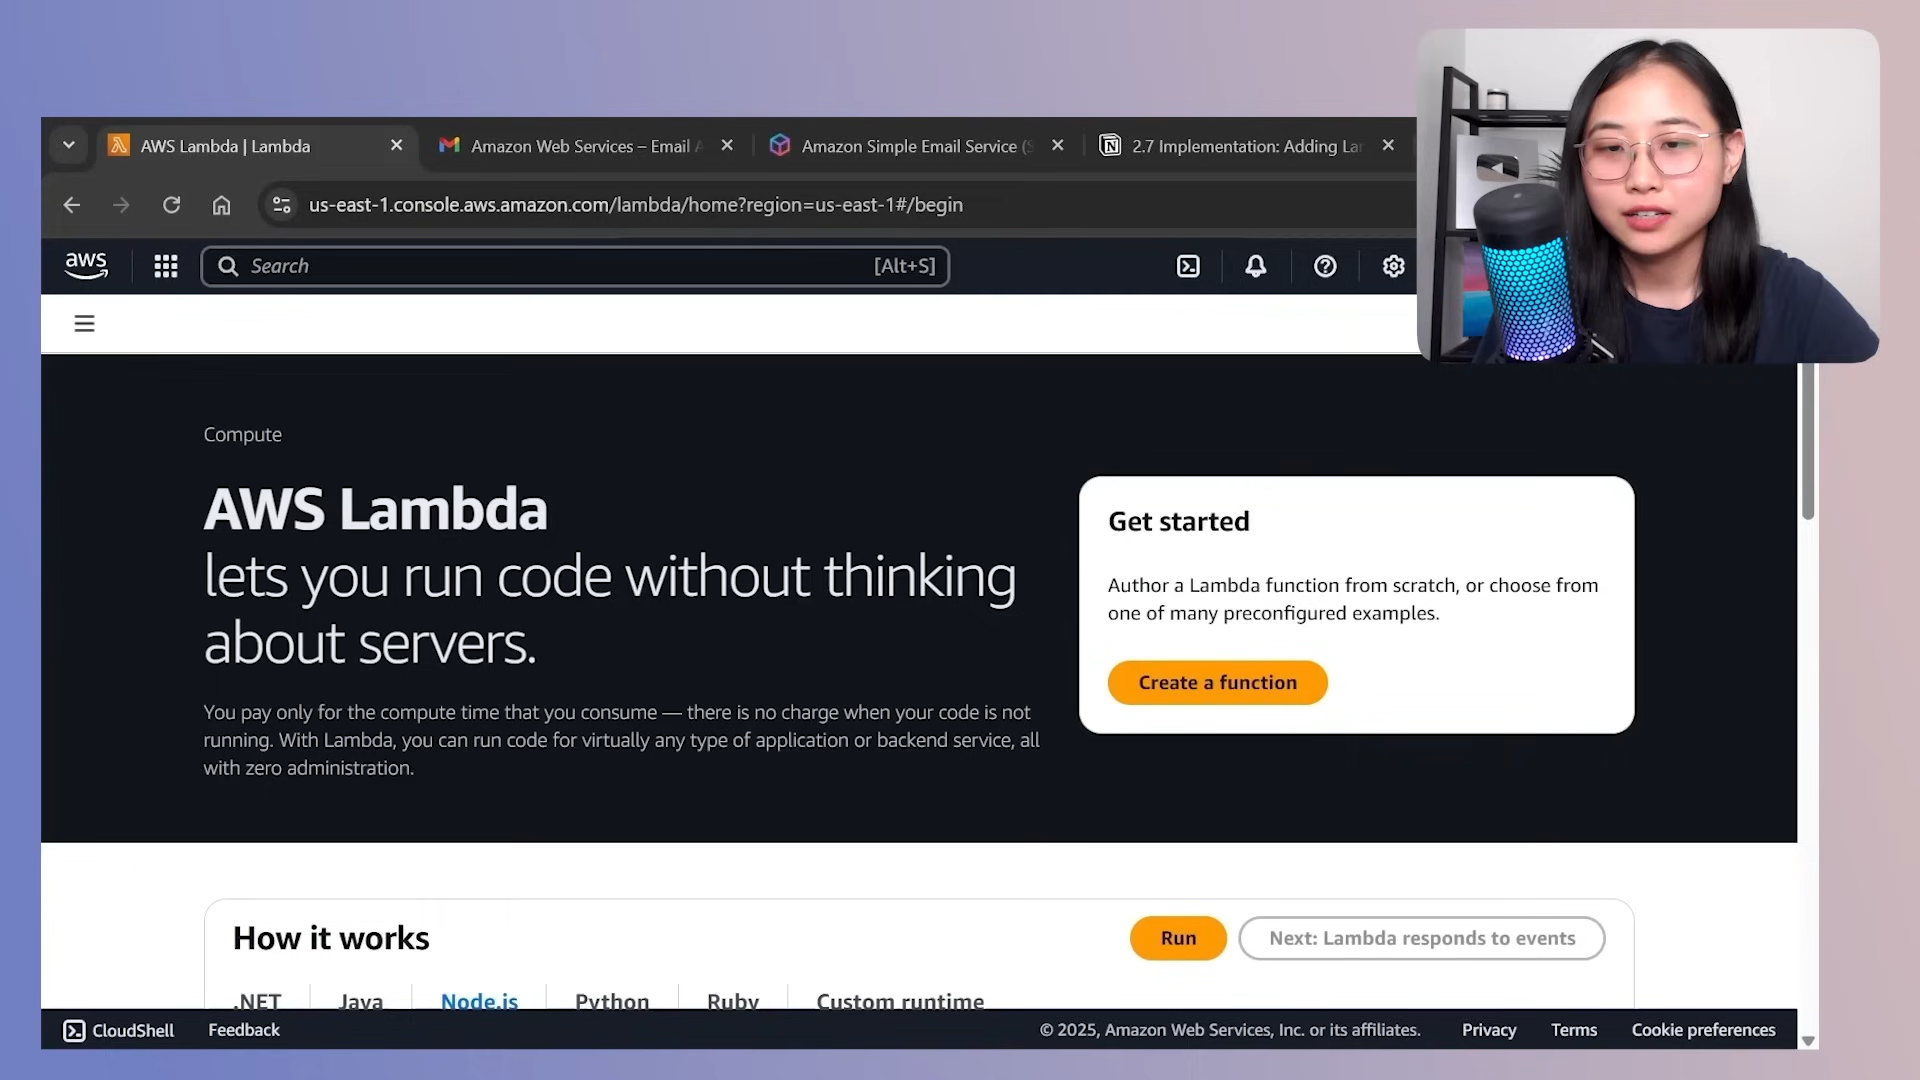 AWS Lambda | Lambda
Amazon Web Services – Email A
Amazon Simple Email Service (S
2.7 Implementation: Adding Lar
us-east-1.console.aws.amazon.com/lambda/home?region=us-east-1#/begin
aws
Search
[Alt+S]
Compute
AWS Lambda
lets you run code without thinking
about servers.
You pay only for the compute time that you consume — there is no charge when your code is not
running. With Lambda, you can run code for virtually any type of application or backend service, all
with zero administration.
Get started
Author a Lambda function from scratch, or choose from
one of many preconfigured examples.
Create a function
How it works
Run
Next: Lambda responds to events
.NET
Java
Node.js
Python
Ruby
Custom runtime
CloudShell
Feedback
© 2025, Amazon Web Services, Inc. or its affiliates.
Privacy
Terms
Cookie preferences